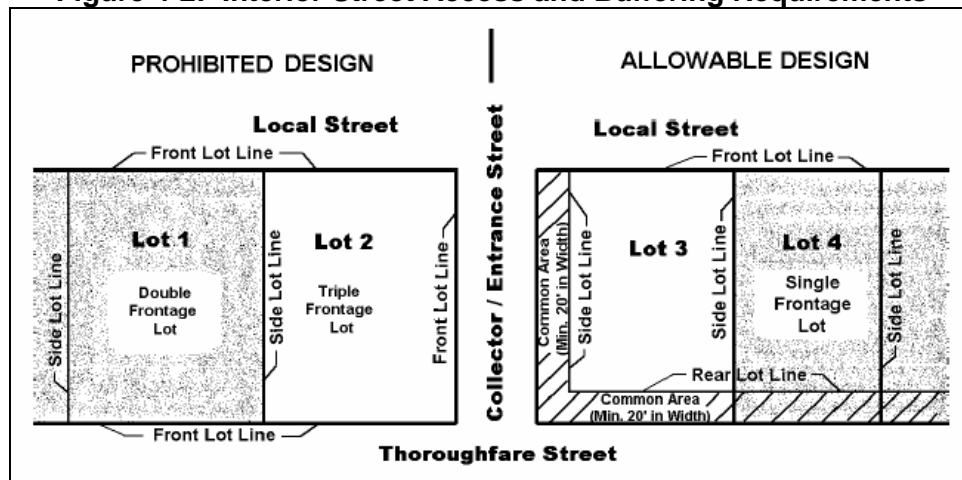 Figure Interior Street Access and Buffering Requirements
PROHIBITED DESIGN
Local Street
Front Lot Line
Lot 1
Double
Frontage
Lot
Side Lot Line
Side Lot Line
Lot 2
Triple
Frontage
Lot
Front Lot Line
Front Lot Line
Collector / Entrance Street
ALLOWABLE DESIGN
Local Street
Front Lot Line
Common Area
(Min. 20' in Width)
Side Lot Line
Lot 3
Side Lot Line
Lot 4
Single
Frontage
Lot
Side Lot Line
Rear Lot Line
Common Area
(Min. 20' in Width)
Thoroughfare Street